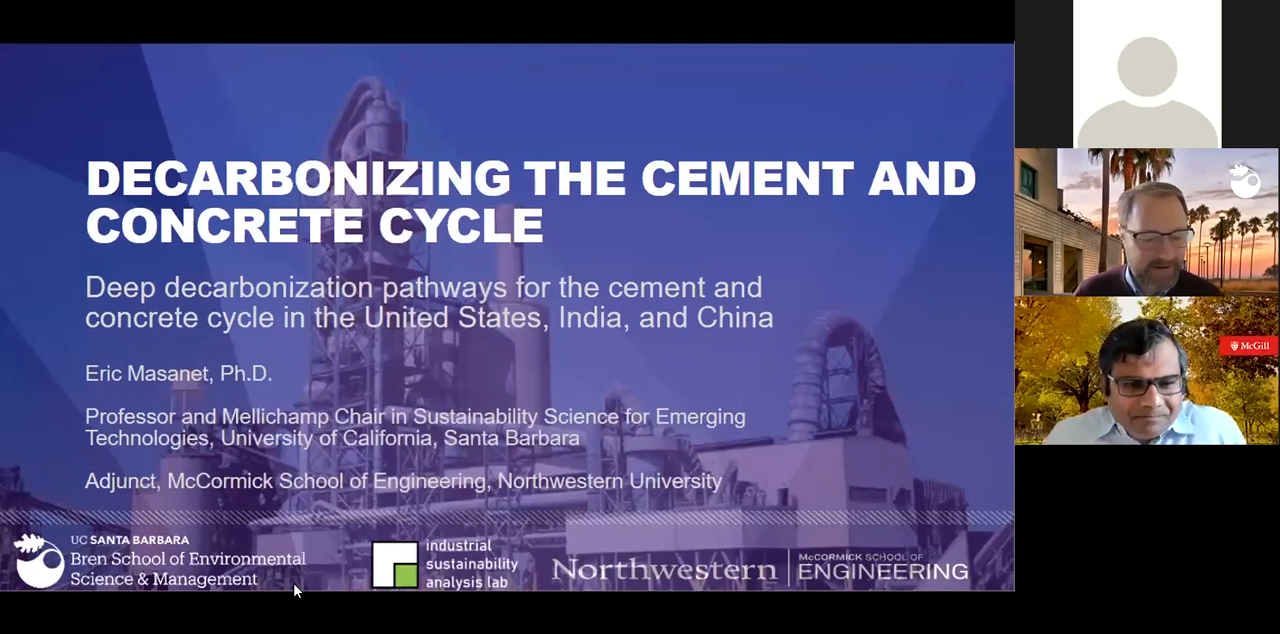 DECARBONIZING THE CEMENT AND
CONCRETE CYCLE
Deep decarbonization pathways for the cement and
concrete cycle in the United States, India, and China
Eric Masanet, Ph.D.
Professor and Mellichamp Chair in Sustainability Science for Emerging
Technologies, University of California, Santa Barbara
Adjunct, McCormick School of Engineering, Northwestern University
UC SANTA BARBARA
Bren School of Environmental
Science & Management
industrial
sustainability
analysis lab
Northwestern
McCORMICK SCHOOL OF
ENGINEERING
McGill